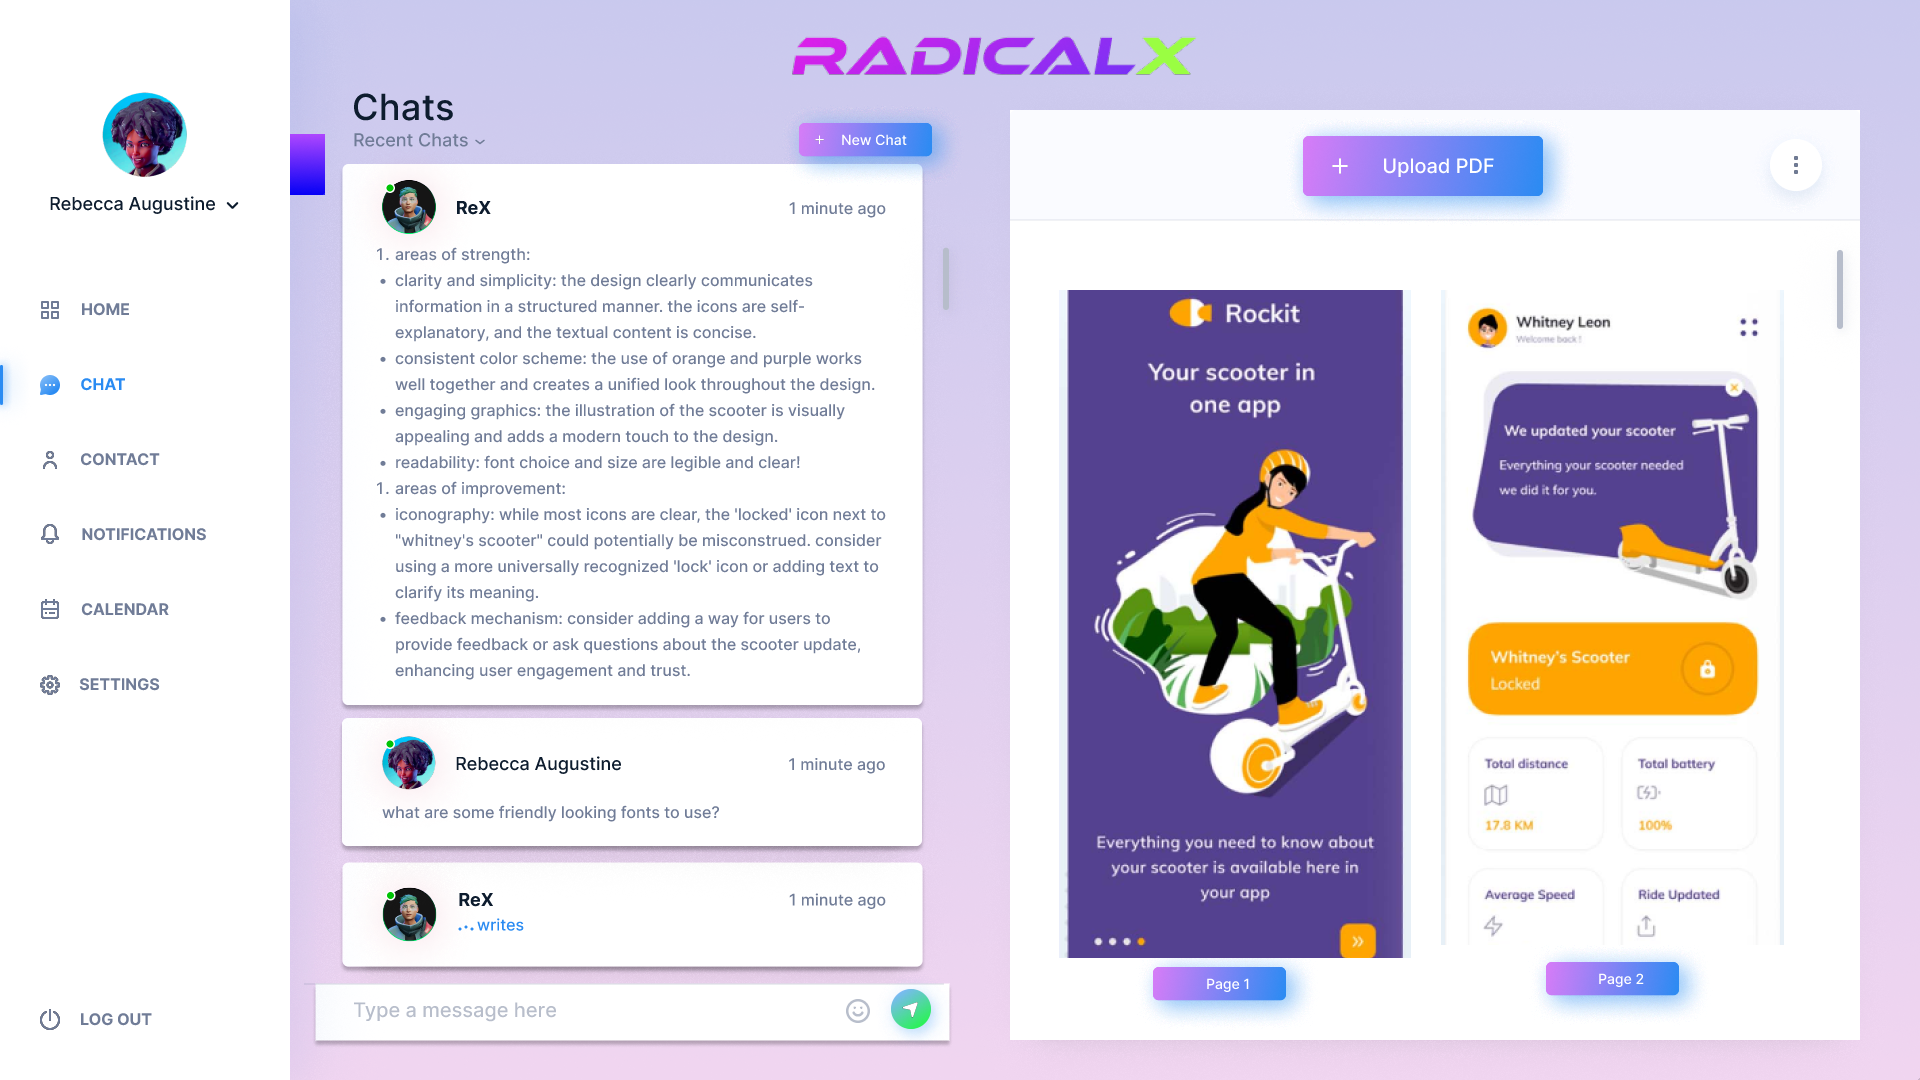 RADICALX
Rebecca Augustine
HOME
CHAT
CONTACT
NOTIFICATIONS
CALENDAR
SETTINGS
LOG OUT
Chats
Recent Chats
+ New Chat
ReX
1 minute ago
1. areas of strength:
• clarity and simplicity: the design clearly communicates
information in a structured manner. the icons are self-
explanatory, and the textual content is concise.
• consistent color scheme: the use of orange and purple works
well together and creates a unified look throughout the design.
• engaging graphics: the illustration of the scooter is visually
appealing and adds a modern touch to the design.
• readability: font choice and size are legible and clear!
1. areas of improvement:
• iconography: while most icons are clear, the 'locked' icon next to
"whitney's scooter" could potentially be misconstrued. consider
using a more universally recognized 'lock' icon or adding text to
clarify its meaning.
• feedback mechanism: consider adding a way for users to
provide feedback or ask questions about the scooter update,
enhancing user engagement and trust.
Rebecca Augustine
1 minute ago
what are some friendly looking fonts to use?
ReX
1 minute ago
writes
Type a message here
+ Upload PDF
Rockit
Your scooter in
one app
Everything you need to know about
your scooter is available here in
your app
Page 1
Whitney Leon
Welcome back !
We updated your scooter
Everything your scooter needed
we did it for you.
Whitney's Scooter
Locked
Total distance
17.8 KM
Total battery
100%
Average Speed
Ride Updated
Page 2